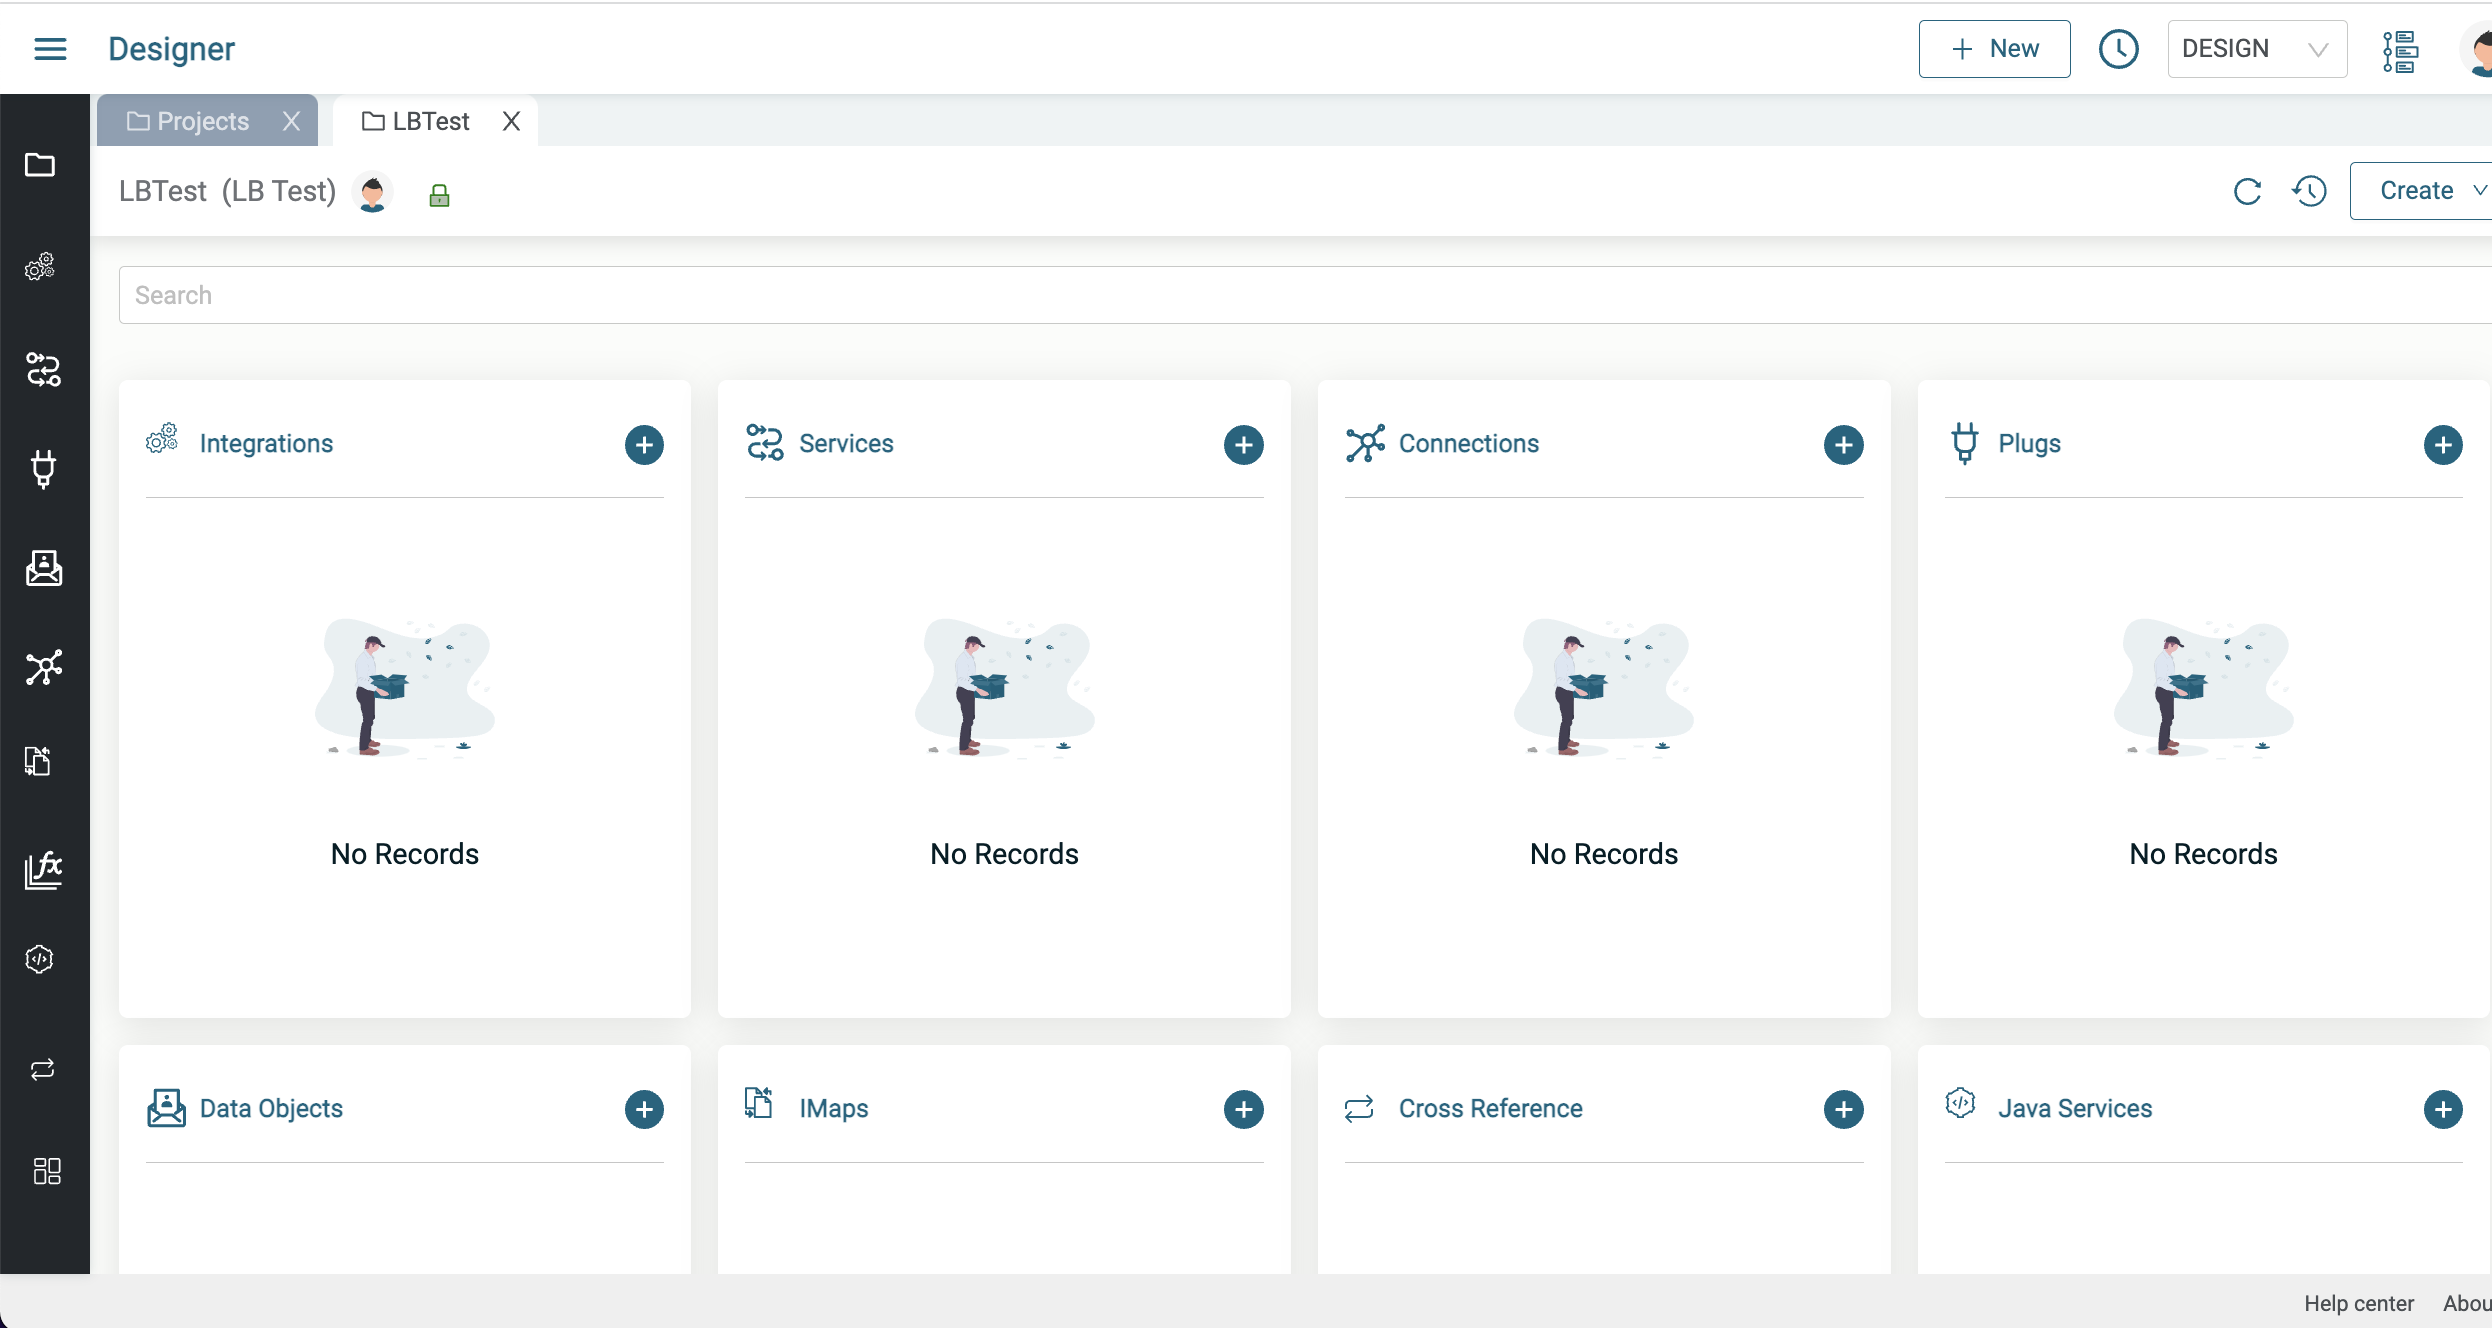 Designer
New
DESIGN
Projects X
LBTest X
LBTest (LB Test)
Create
Search
Integrations
Services
Connections
Plugs
No Records
No Records
No Records
No Records
Data Objects
IMaps
Cross Reference
Java Services
Help center
Abou